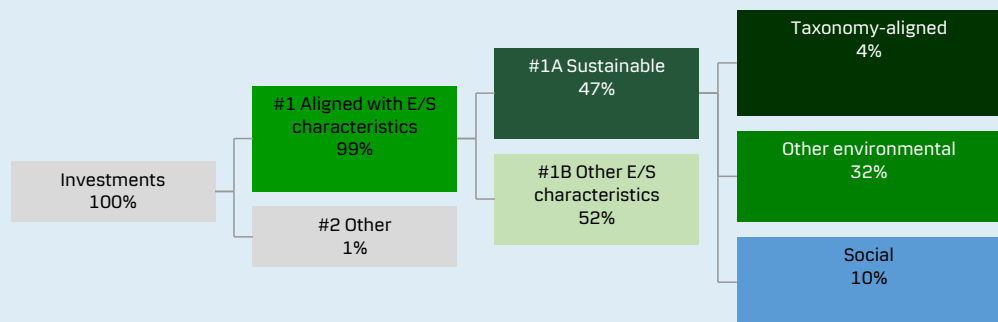 Investments
100%
#1 Aligned with E/S
characteristics
99%
#2 Other
1%
#1A Sustainable
47%
#1B Other E/S
characteristics
52%
Taxonomy-aligned
4%
Other environmental
32%
Social
10%